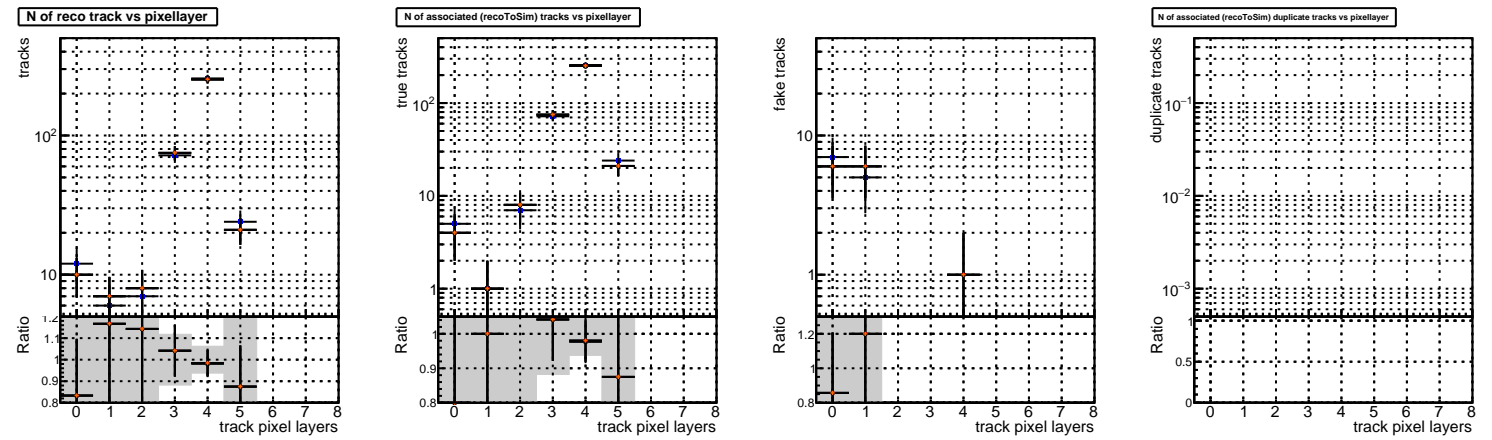 N of reco track vs pixellayer
tracks
10²
10
Ratio
1.2
1.1
1
0.9
0.8
0 1 2 3 4 5 6 7 8
track pixel layers
N of associated (recoToSim) tracks vs pixellayer
true tracks
10²
10
1
Ratio
1
0.9
0.8
0 1 2 3 4 5 6 7 8
track pixel layers
fake tracks
10
1
Ratio
1.2
1
0.8
0 1 2 3 4 5 6 7 8
track pixel layers
N of associated (recoToSim) duplicate tracks vs pixellayer
duplicate tracks
10⁻¹
10⁻²
10⁻³
Ratio
1
0.5
0
0 1 2 3 4 5 6 7 8
track pixel layers